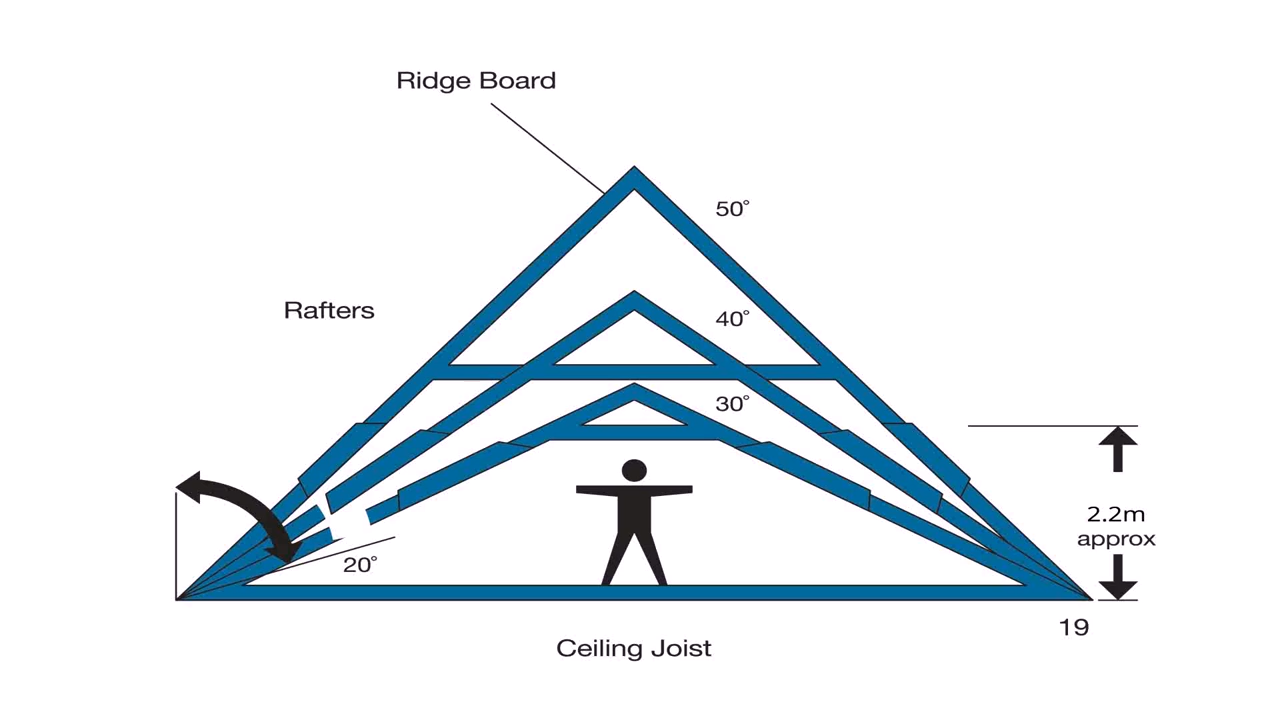 Ridge Board
50°
Rafters
40°
30°
2.2m
approx
20°
19
Ceiling Joist